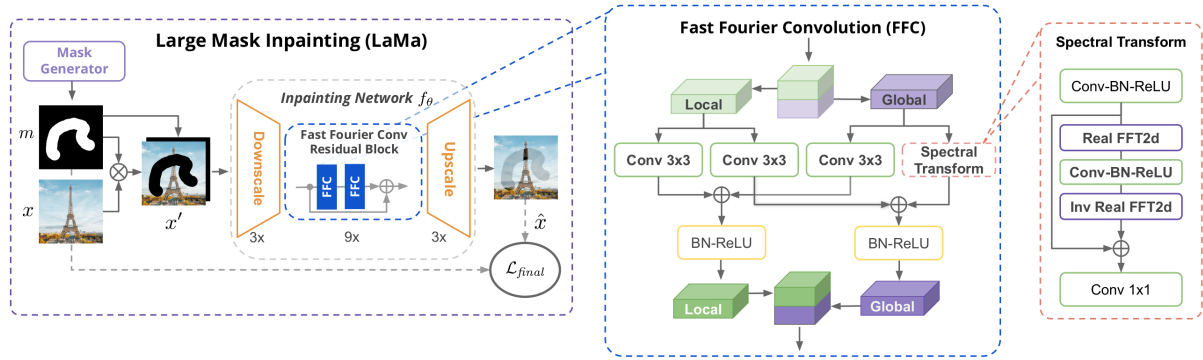 Large Mask Inpainting (LaMa)
Mask
Generator
m
x
x′
Inpainting Network fθ
Downscale
Fast Fourier Conv
Residual Block
FFC
FFC
Upscale
3x
9x
3x
x̂
ℒfinal
Fast Fourier Convolution (FFC)
Local
Global
Conv 3x3
Conv 3x3
Conv 3x3
Spectral
Transform
BN-ReLU
BN-ReLU
Local
Global
Spectral Transform
Conv-BN-ReLU
Real FFT2d
Conv-BN-ReLU
Inv Real FFT2d
Conv 1x1